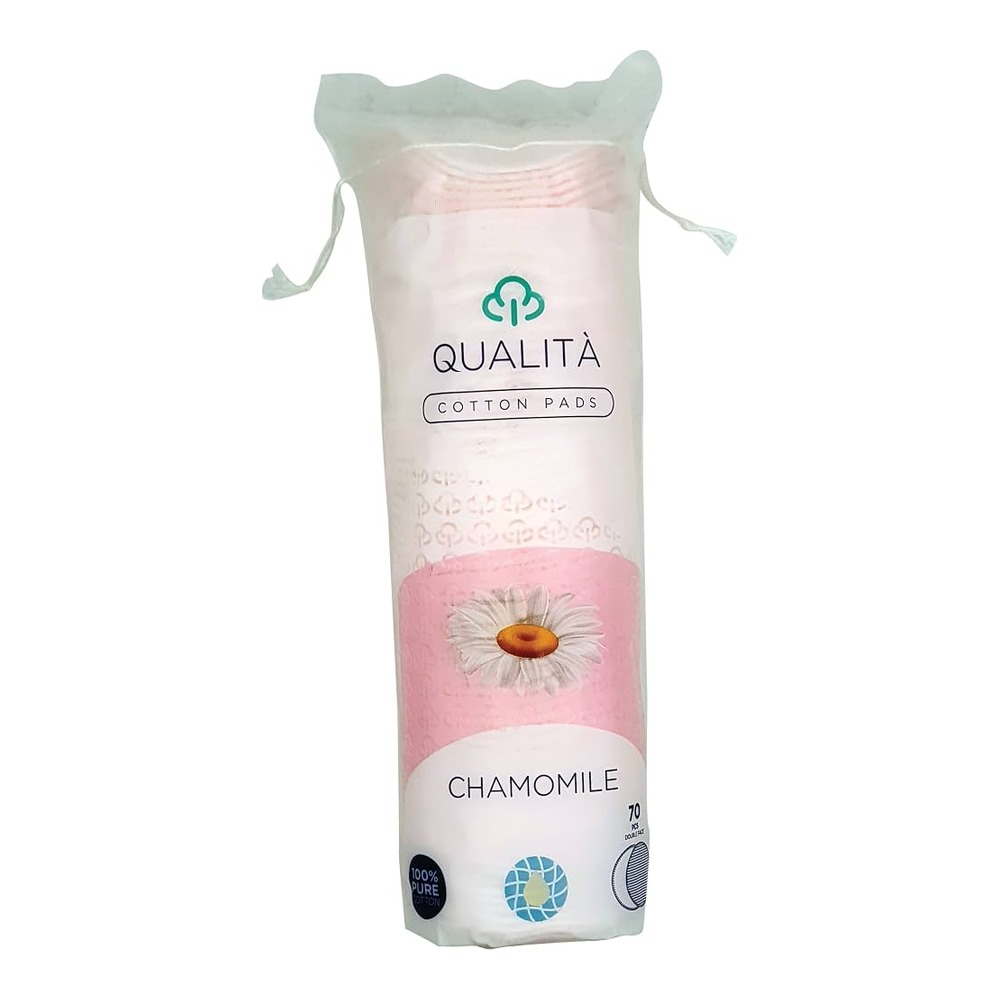 QUALITÀ
COTTON PADS
CHAMOMILE
70
PCS
DOUBLE FACE
100%
PURE
COTTON